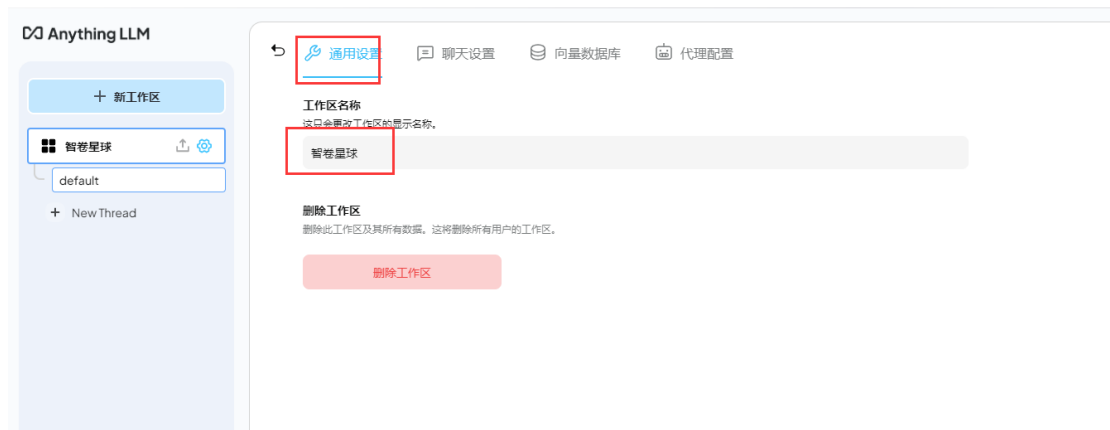 Anything LLM
通用设置
聊天设置
向量数据库
代理配置
+ 新工作区
工作区名称
这只会更改工作区的显示名称。
智卷星球
智卷星球
default
+ New Thread
删除工作区
删除此工作区及其所有数据。这将删除所有用户的工作区。
删除工作区